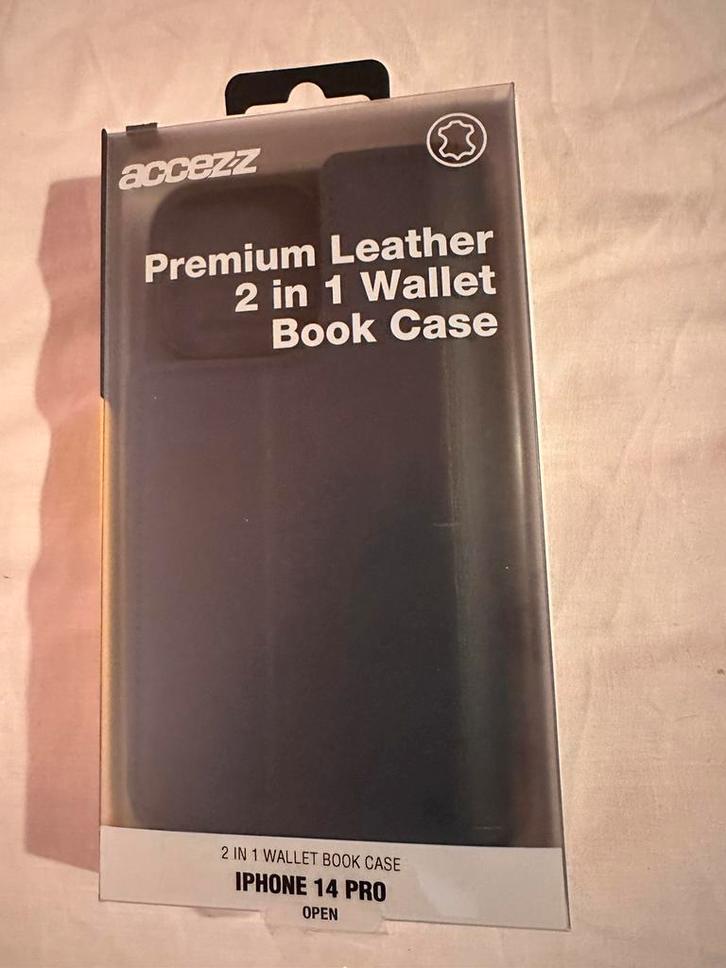 accezz
Premium Leather
2 in 1 Wallet
Book Case
2 IN 1 WALLET BOOK CASE
IPHONE 14 PRO
OPEN